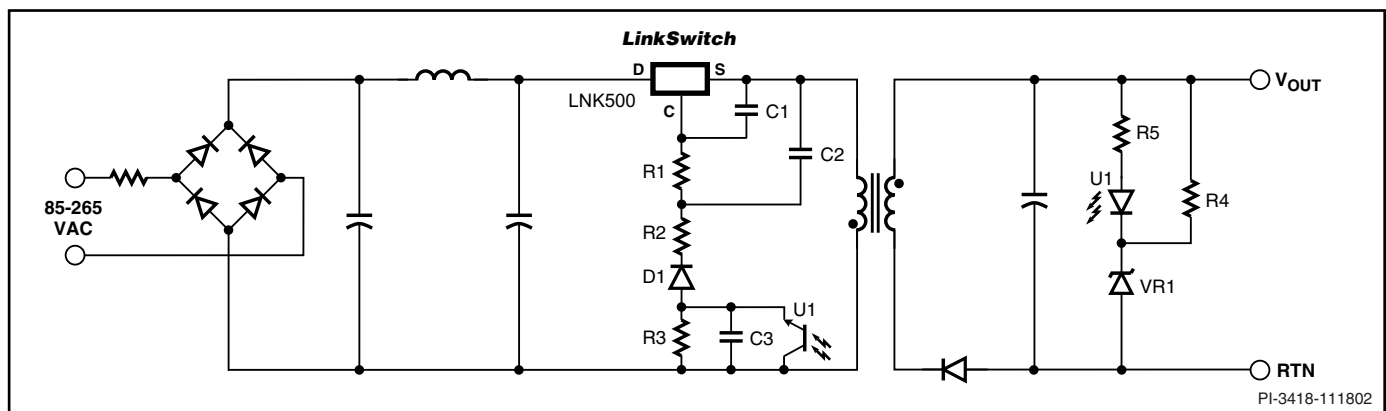 LinkSwitch
D
S
LNK500
C
C1
C2
R1
R2
D1
R3
C3
U1
85-265
VAC
VOUT
R5
U1
R4
VR1
RTN
PI-3418-111802